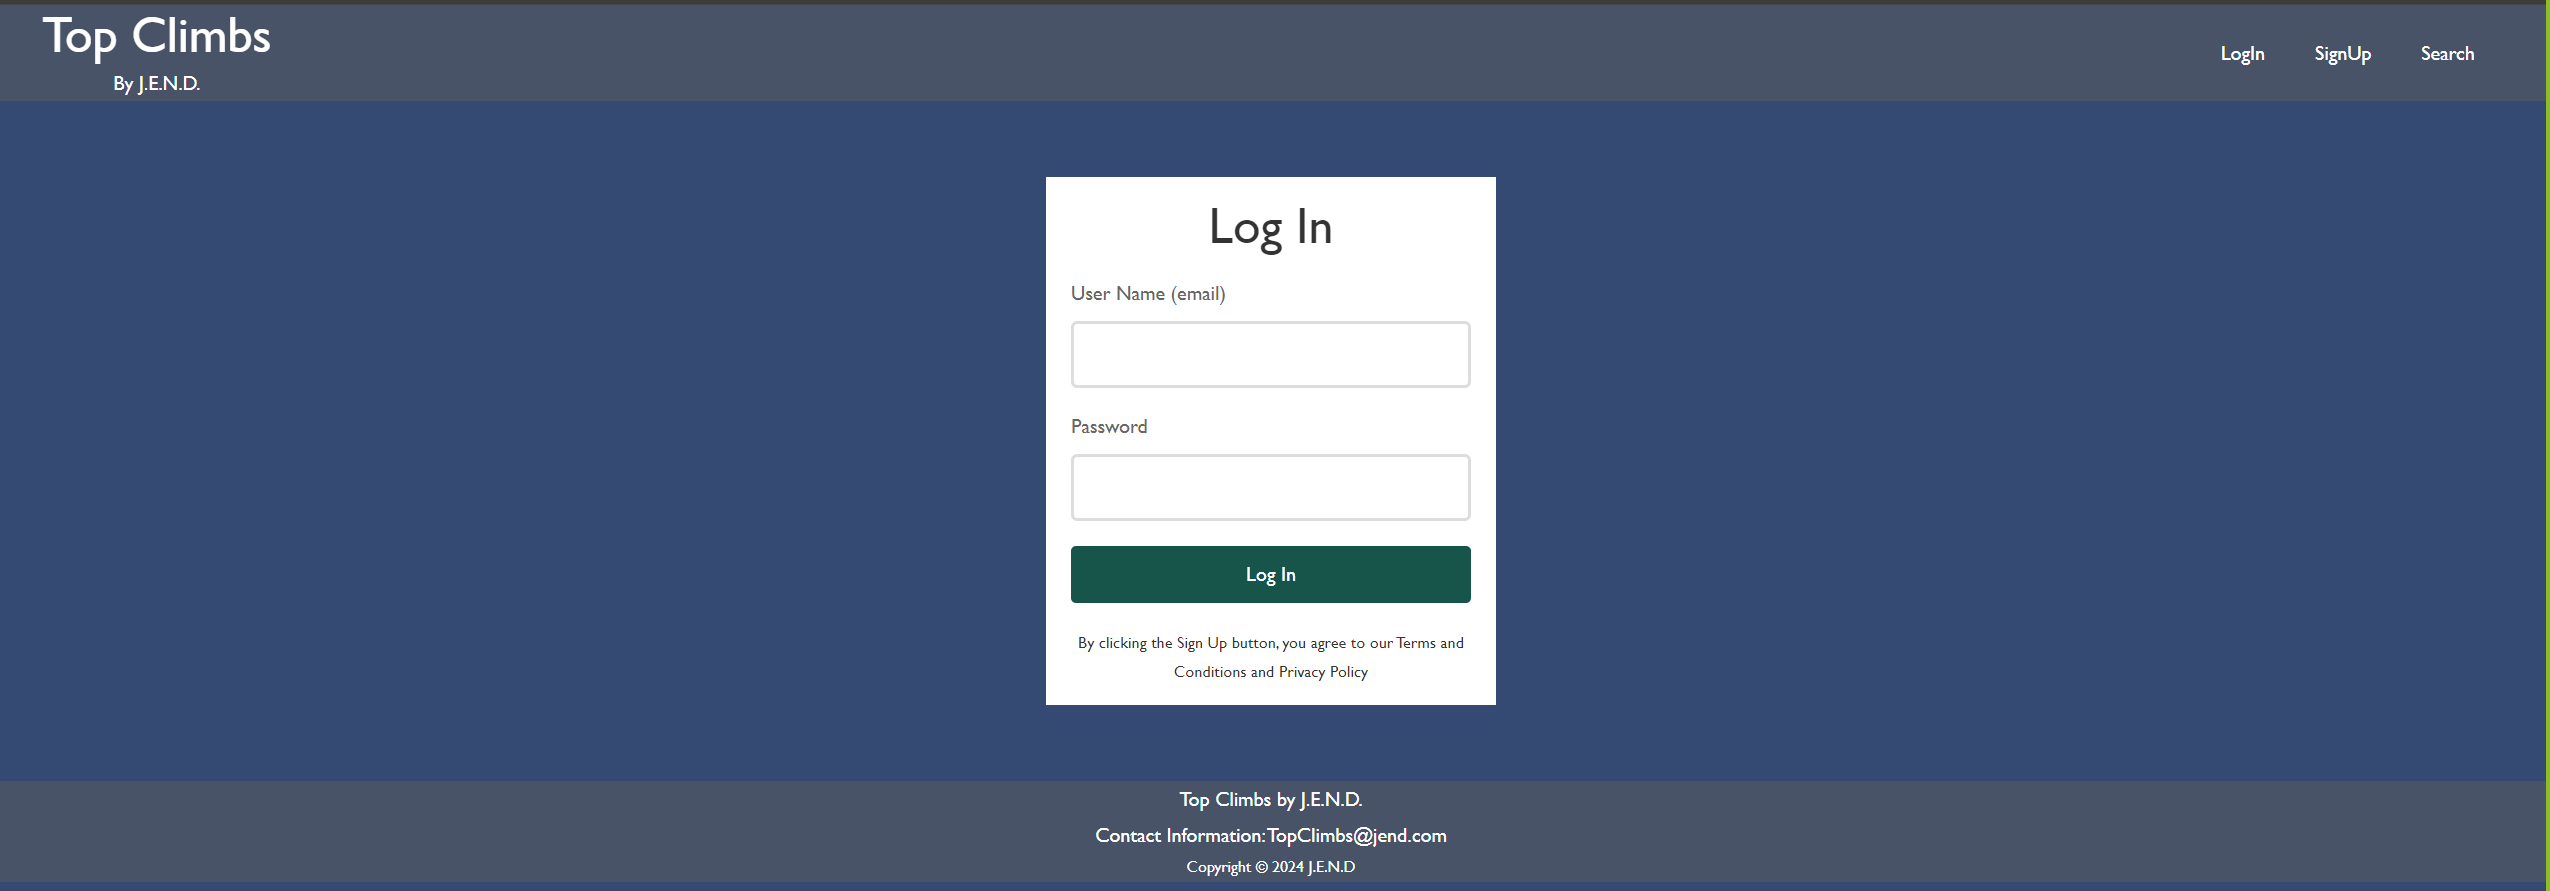 Top Climbs
By J.E.N.D.
LogIn SignUp Search
Log In
User Name (email)
Password
Log In
By clicking the Sign Up button, you agree to our Terms and
Conditions and Privacy Policy
Top Climbs by J.E.N.D.
Contact Information: TopClimbs@jend.com
Copyright © 2024 J.E.N.D